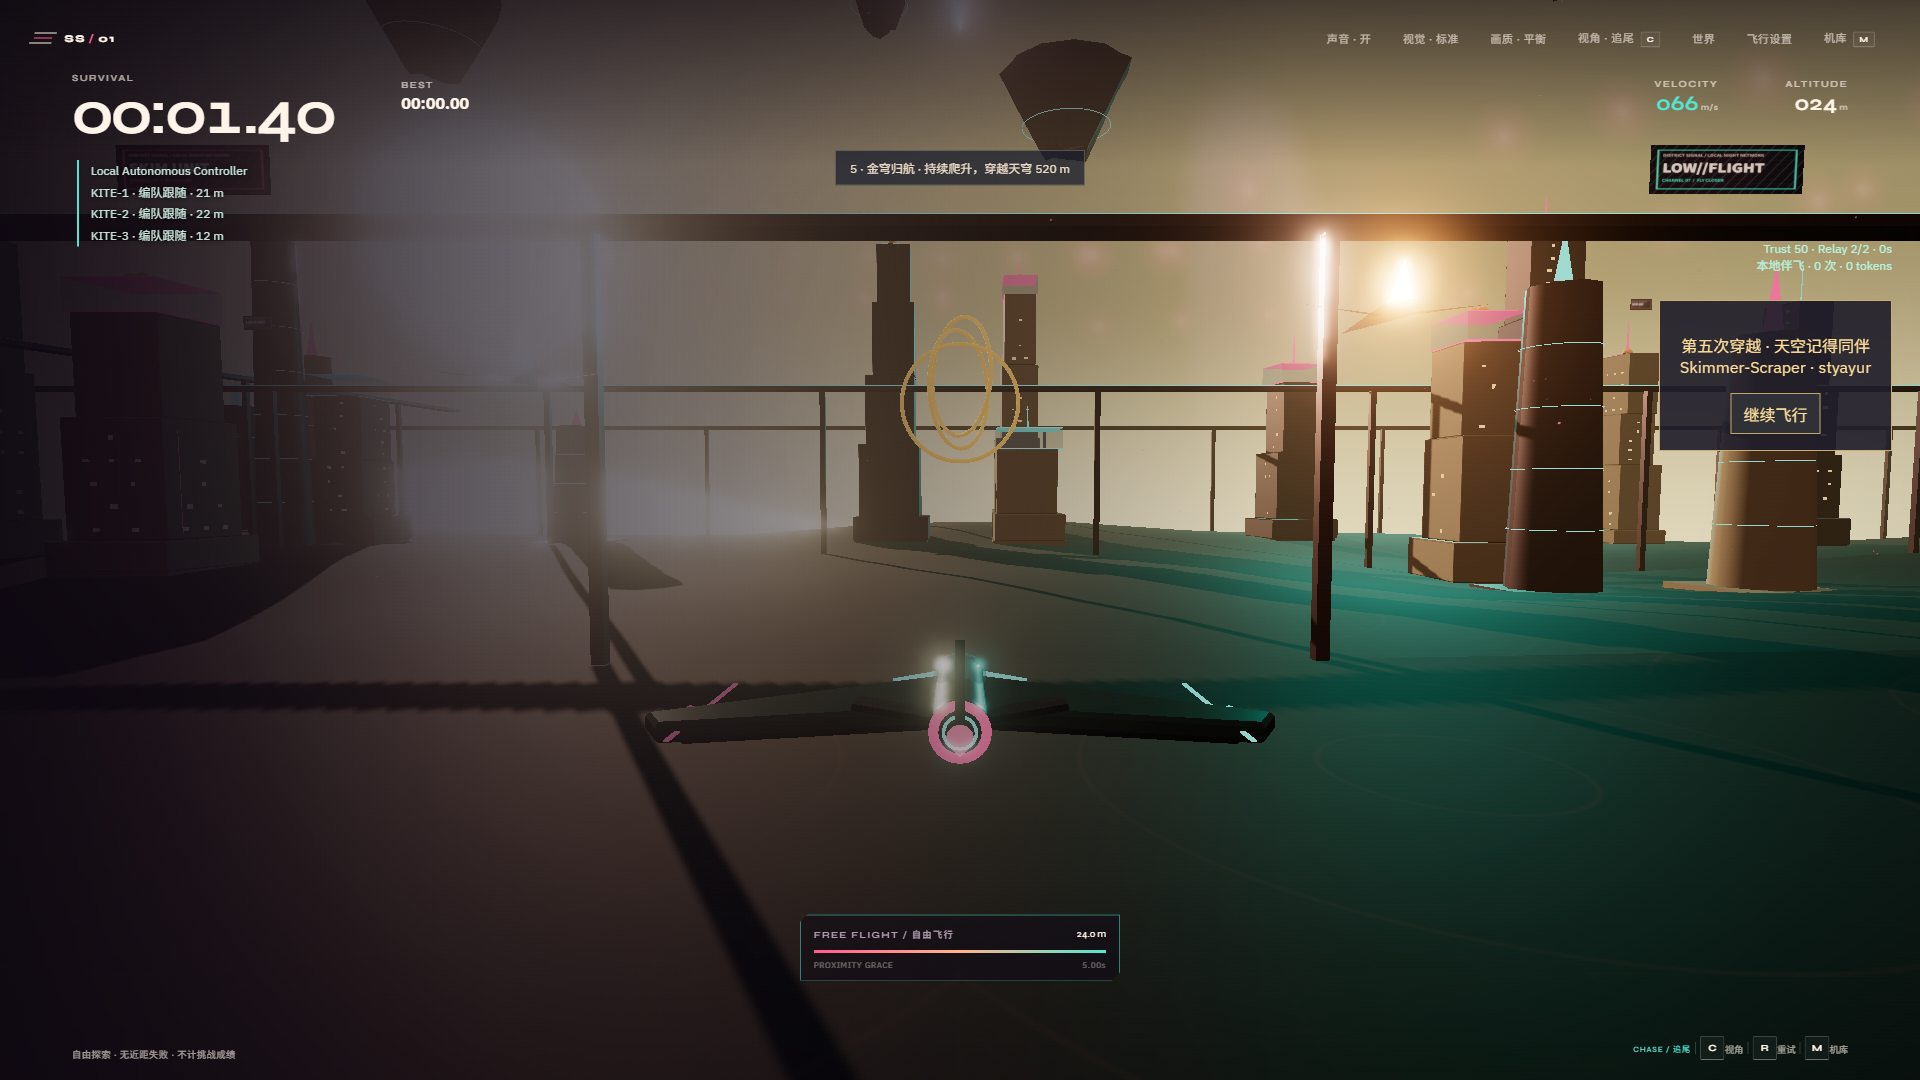 SS / 01
声音 · 开
视觉 · 标准
画质 · 平衡
视角 · 追尾 C
世界
飞行设置
机库 M
SURVIVAL
00:01.40
BEST
00:00.00
VELOCITY
066 m/s
ALTITUDE
024 m
Local Autonomous Controller
KITE-1 · 编队跟随 · 21 m
KITE-2 · 编队跟随 · 22 m
KITE-3 · 编队跟随 · 12 m
5 · 金穹归航 · 持续爬升，穿越天穹 520 m
DISTRICT SIGNAL / LOCAL NIGHT NETWORK
LOW//FLIGHT
Trust 50 · Relay 2/2 · 0s
本地伴飞 · 0 次 · 0 tokens
第五次穿越 · 天空记得同伴
Skimmer-Scraper · styayur
继续飞行
FREE FLIGHT / 自由飞行
24.0 m
PROXIMITY GRACE
5.00s
自由探索 · 无近距失败 · 不计挑战成绩
CHASE / 追尾
C 视角
R 重试
M 机库